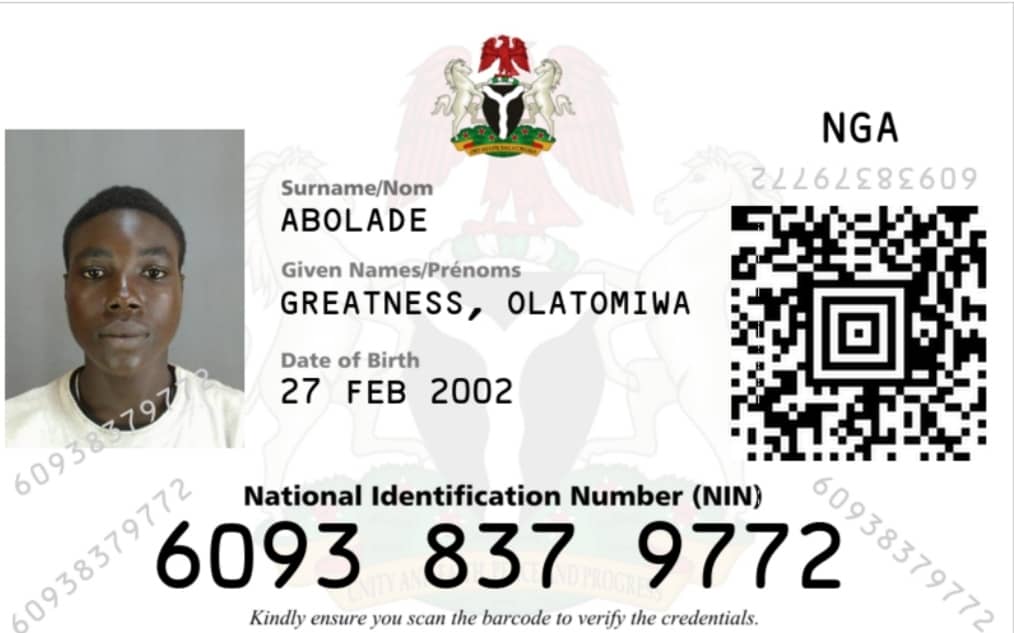 NGA
60938379772
Surname/Nom
ABOLADE
Given Names/Prénoms
GREATNESS, OLATOMIWA
Date of Birth
27 FEB 2002
60938379772
National Identification Number (NIN)
6093 837 9772
60938379772
60938379772
UNITY AND FAITH, PEACE AND PROGRESS
Kindly ensure you scan the barcode to verify the credentials.